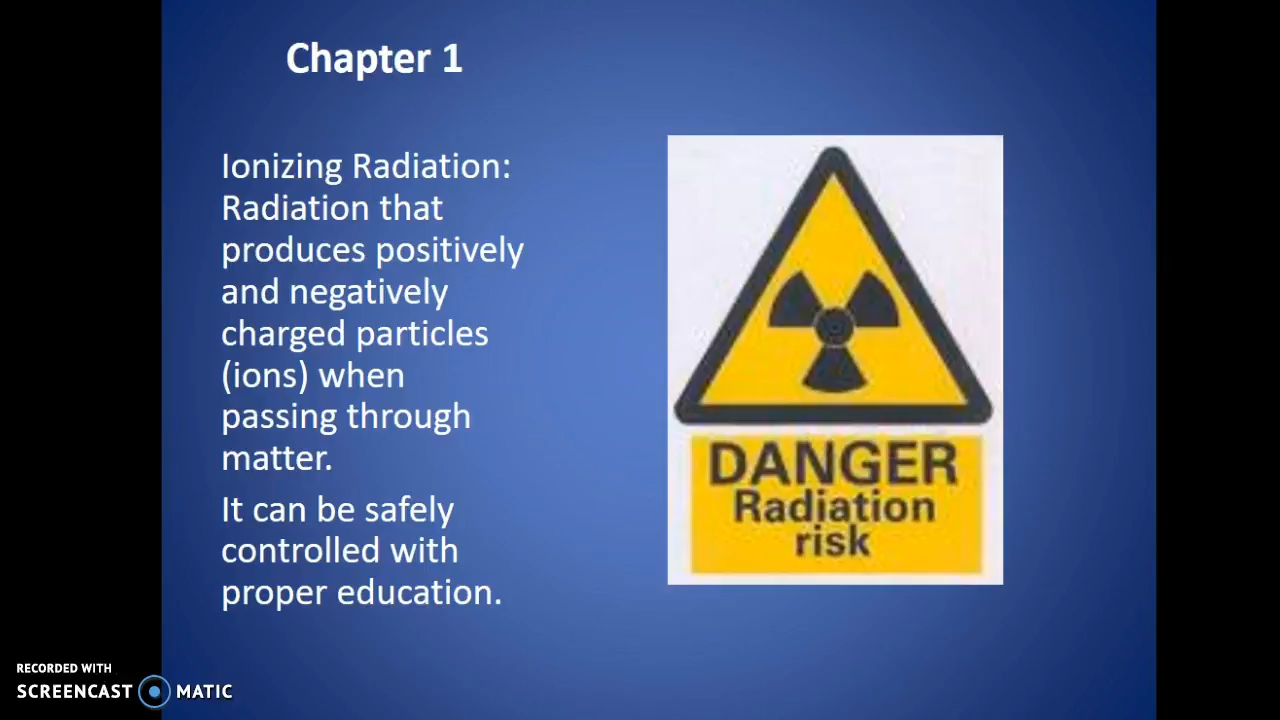 Chapter 1
Ionizing Radiation:
Radiation that
produces positively
and negatively
charged particles
(ions) when
passing through
matter.
It can be safely
controlled with
proper education.
DANGER
Radiation
risk
RECORDED WITH
SCREENCAST MATIC